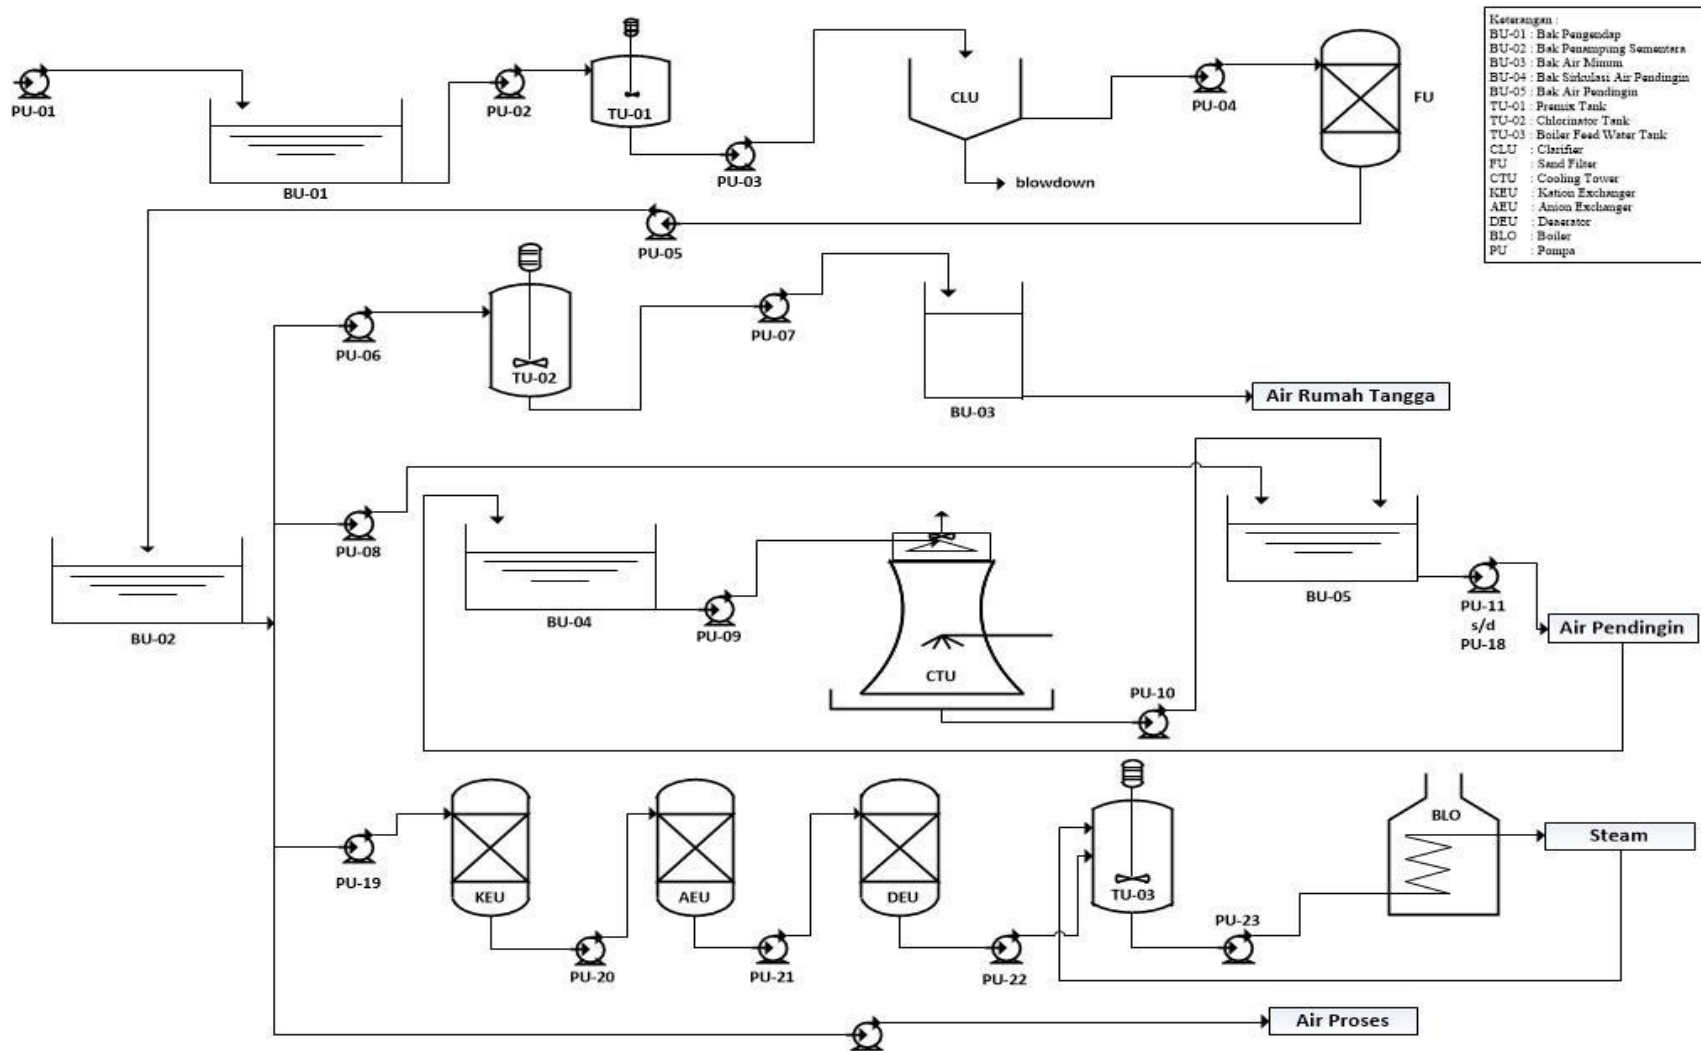 Keterangan :
BU-01 : Bak Pengendap
BU-02 : Bak Penampung Sementara
BU-03 : Bak Air Minum
BU-04 : Bak Sirkulasi Air Pendingin
BU-05 : Bak Air Pendingin
TU-01 : Premix Tank
TU-02 : Chlorinator Tank
TU-03 : Boiler Feed Water Tank
CLU : Clarifier
FU : Sand Filter
CTU : Cooling Tower
KEU : Kation Exchanger
AEU : Anion Exchanger
DEU : Deaerator
BLO : Boiler
PU : Pompa
PU-01
BU-01
PU-02
TU-01
PU-03
CLU
blowdown
PU-04
FU
PU-05
PU-06
TU-02
PU-07
BU-03
Air Rumah Tangga
BU-02
PU-08
BU-04
PU-09
CTU
PU-10
BU-05
PU-11
s/d
PU-18
Air Pendingin
PU-19
KEU
PU-20
AEU
PU-21
DEU
PU-22
TU-03
PU-23
BLO
Steam
Air Proses